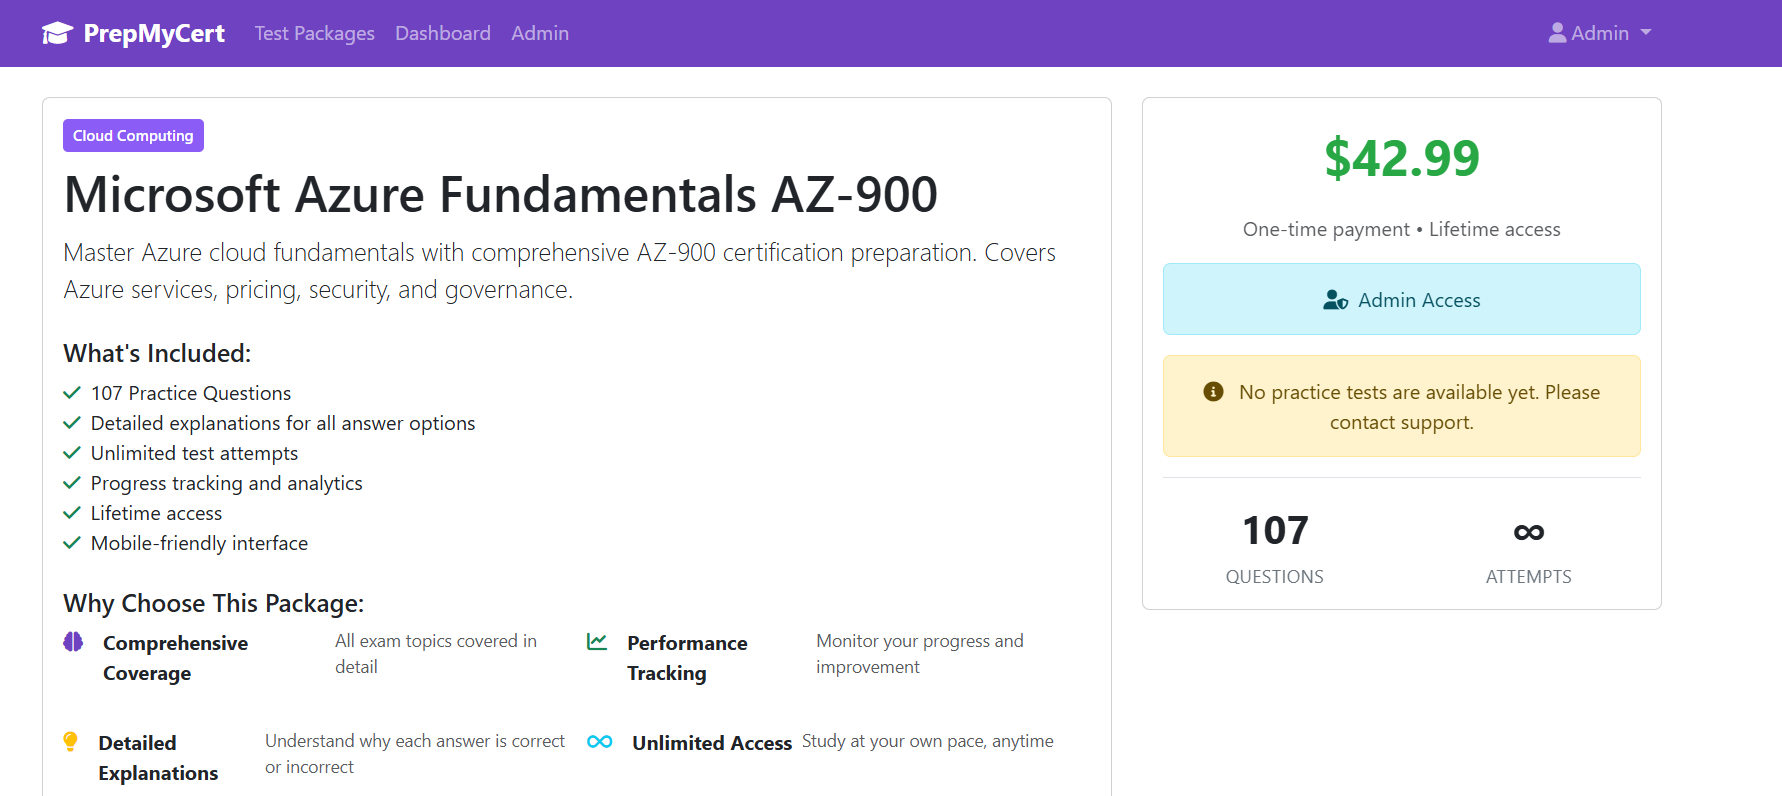 PrepMyCert
Test Packages
Dashboard
Admin
Admin
Cloud Computing
Microsoft Azure Fundamentals AZ-900
Master Azure cloud fundamentals with comprehensive AZ-900 certification preparation. Covers
Azure services, pricing, security, and governance.
What's Included:
107 Practice Questions
Detailed explanations for all answer options
Unlimited test attempts
Progress tracking and analytics
Lifetime access
Mobile-friendly interface
Why Choose This Package:
Comprehensive
Coverage
All exam topics covered in
detail
Performance
Tracking
Monitor your progress and
improvement
Detailed
Explanations
Understand why each answer is correct
or incorrect
Unlimited Access
Study at your own pace, anytime
$42.99
One-time payment • Lifetime access
Admin Access
No practice tests are available yet. Please
contact support.
107
QUESTIONS
∞
ATTEMPTS